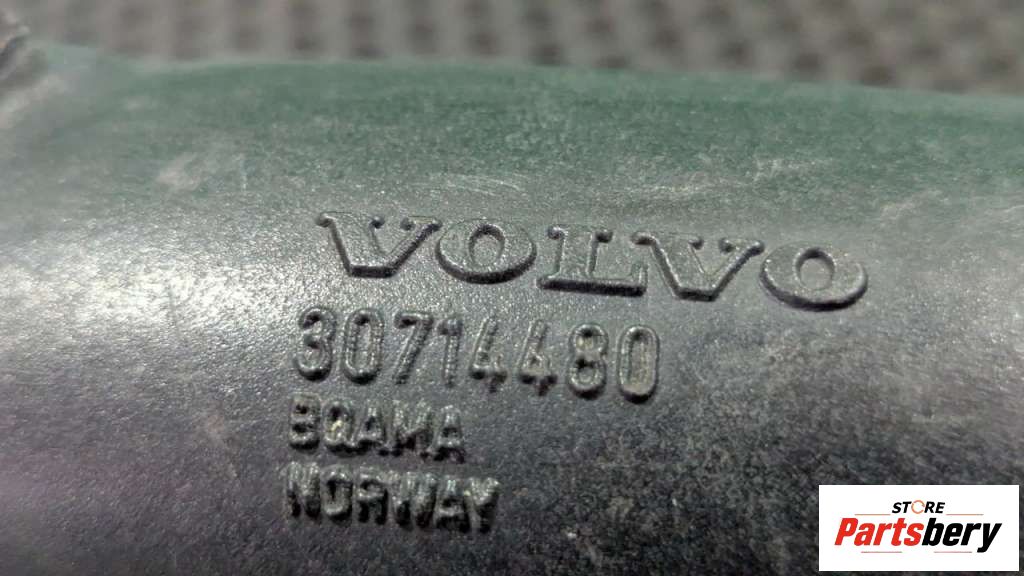 VOLVO
30714480
BQAMA
NORWAY
STORE
Partsbery